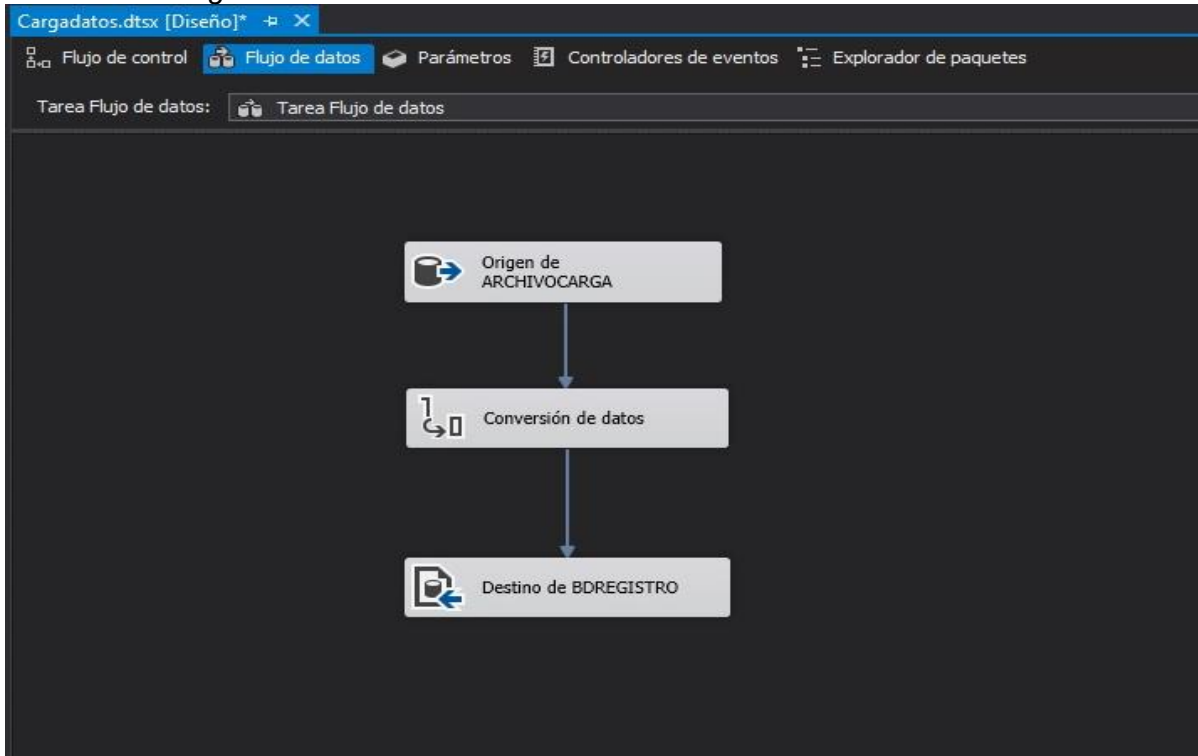 Cargadatos.dtsx [Diseño]*
Flujo de control Flujo de datos Parámetros Controladores de eventos Explorador de paquetes
Tarea Flujo de datos: Tarea Flujo de datos
Origen de
ARCHIVOCARGA
Conversión de datos
Destino de BDREGISTRO